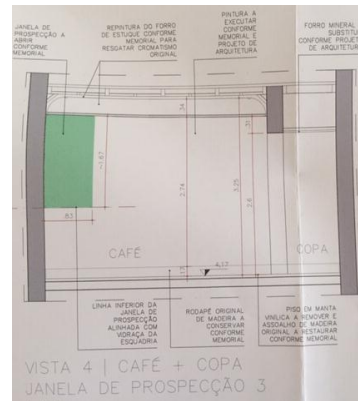 JANELA DE
PROSPECÇÃO A
ABRIR
CONFORME
MEMORIAL
REPINTURA DO FORRO
DE ESTUQUE CONFORME
MEMORIAL PARA
RESGATAR CROMATISMO
ORIGINAL
PINTURA A
EXECUTAR
CONFORME
MEMORIAL E
PROJETO DE
ARQUITETURA
FORRO MINERAL
SUBSTITU
CONFORME PROJET
DE ARQUITETUR
.34
.31
~1.67
2.74
3.25
2.6
.83
CAFÉ
COPA
4,17
.17
LINHA INFERIOR DA
JANELA DE
PROSPECÇÃO
ALINHADA COM
VIDRAÇA DA
ESQUADRIA
RODAPÉ ORIGINAL
DE MADEIRA A
CONSERVAR
CONFORME
MEMORIAL
PISO EM MANTA
VINÍLICA A REMOVER E
ASSOALHO DE MADEIRA
ORIGINAL A RESTAURAR
CONFORME MEMORIAL
VISTA 4 | CAFÉ + COPA
JANELA DE PROSPECÇÃO 3